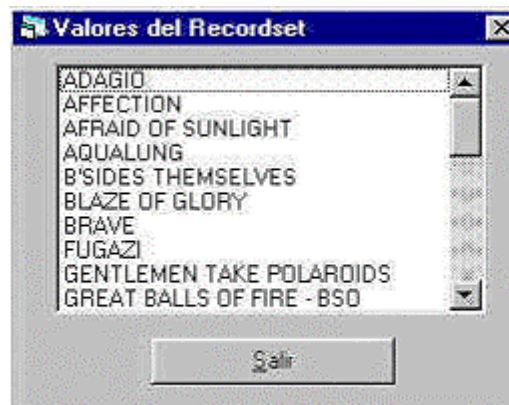 Valores del Recordset
ADAGIO
AFFECTION
AFRAID OF SUNLIGHT
AQUALUNG
B'SIDES THEMSELVES
BLAZE OF GLORY
BRAVE
FUGAZI
GENTLEMEN TAKE POLAROIDS
GREAT BALLS OF FIRE - BSO
Salir